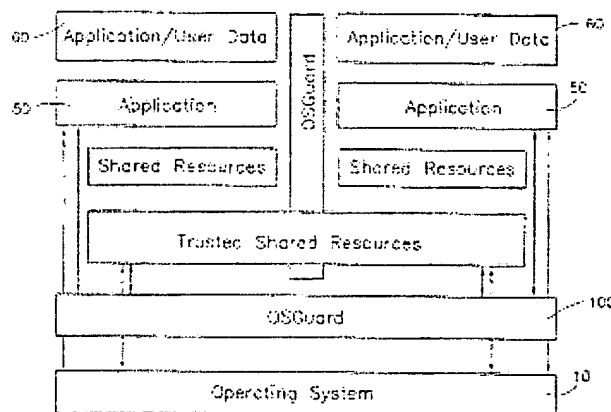 60
Application/User Data
Application/User Data
60
50
Application
OSGuard
Application
50
Shared Resources
Shared Resources
Trusted Shared Resources
OSGuard
100
Operating System
10